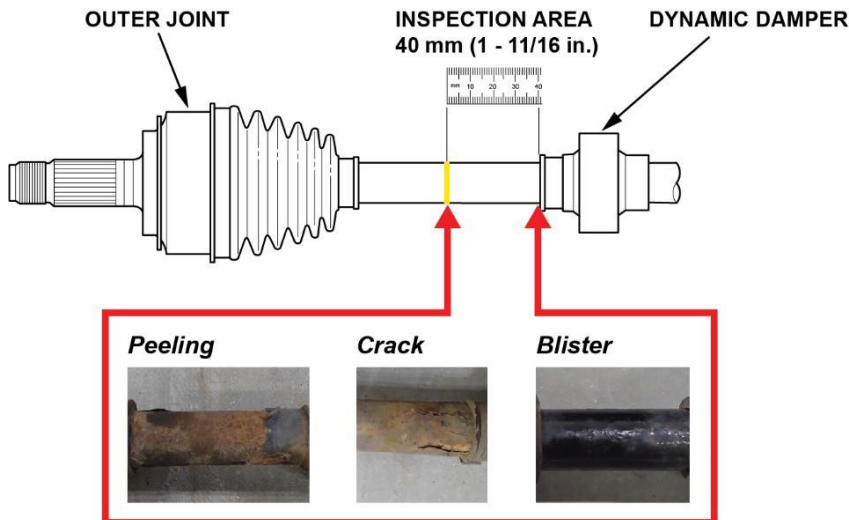 OUTER JOINT
INSPECTION AREA
40 mm (1 - 11/16 in.)
DYNAMIC DAMPER
mm 10 20 30 40
Peeling
Crack
Blister